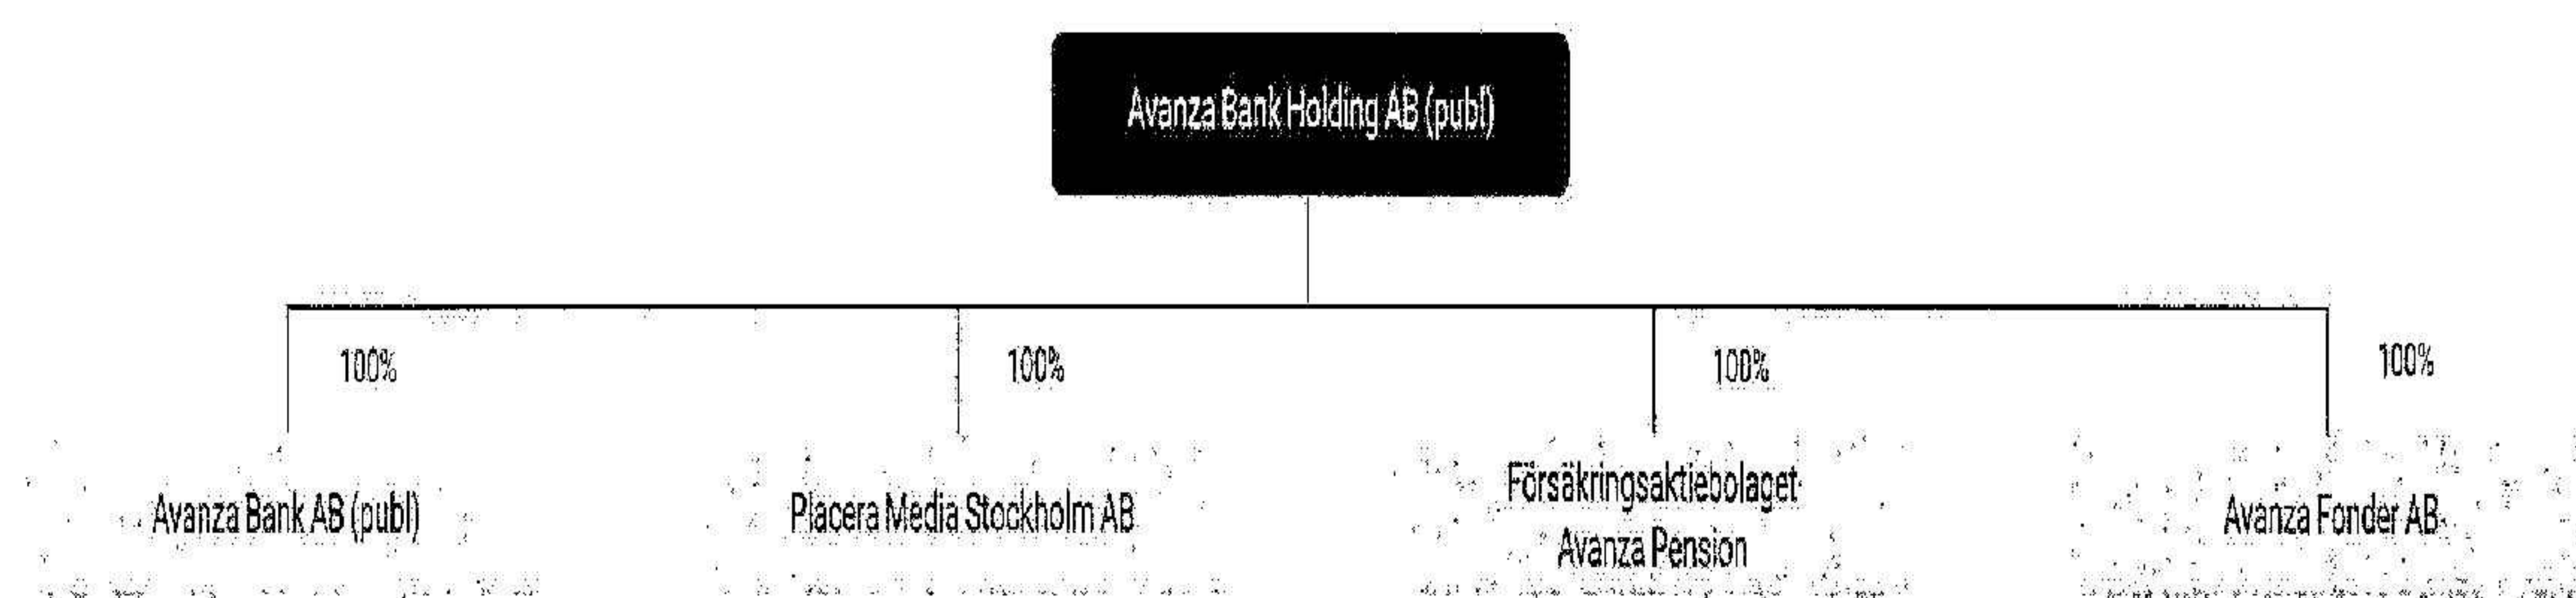 Avanza Bank Holding AB (publ)
100%
100%
100%
100%
Avanza Bank AB (publ)
Placera Media Stockholm AB
Försäkringsaktiebolaget
Avanza Pension
Avanza Fonder AB